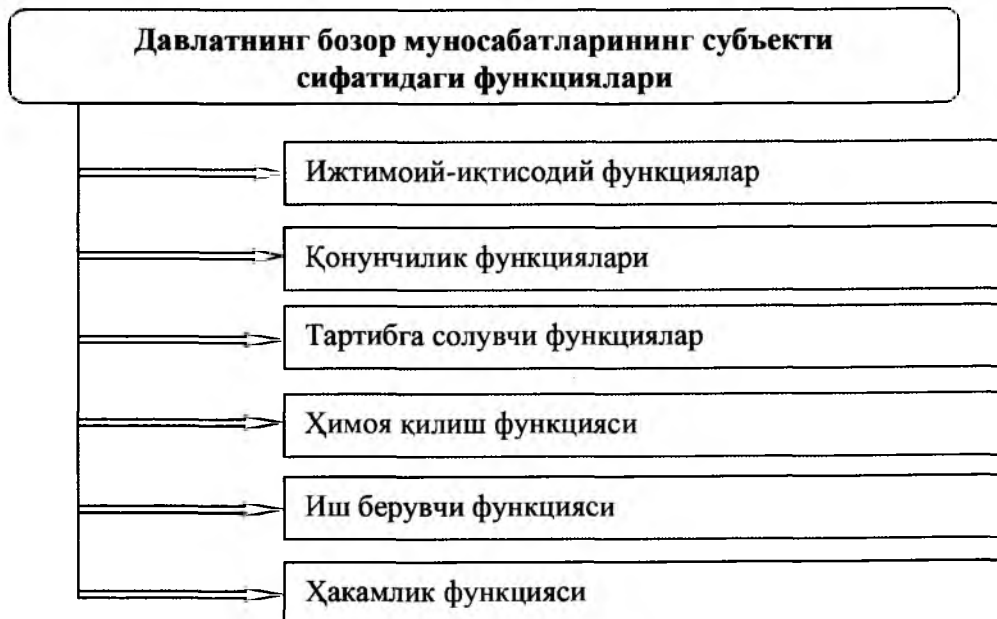 Давлатнинг бозор муносабатларининг субъекти
сифатидаги функциялари
Ижтимоий-иқтисодий функциялар
Қонунчилик функциялари
Тартибга солувчи функциялар
Ҳимоя қилиш функцияси
Иш берувчи функцияси
Ҳакамлик функцияси